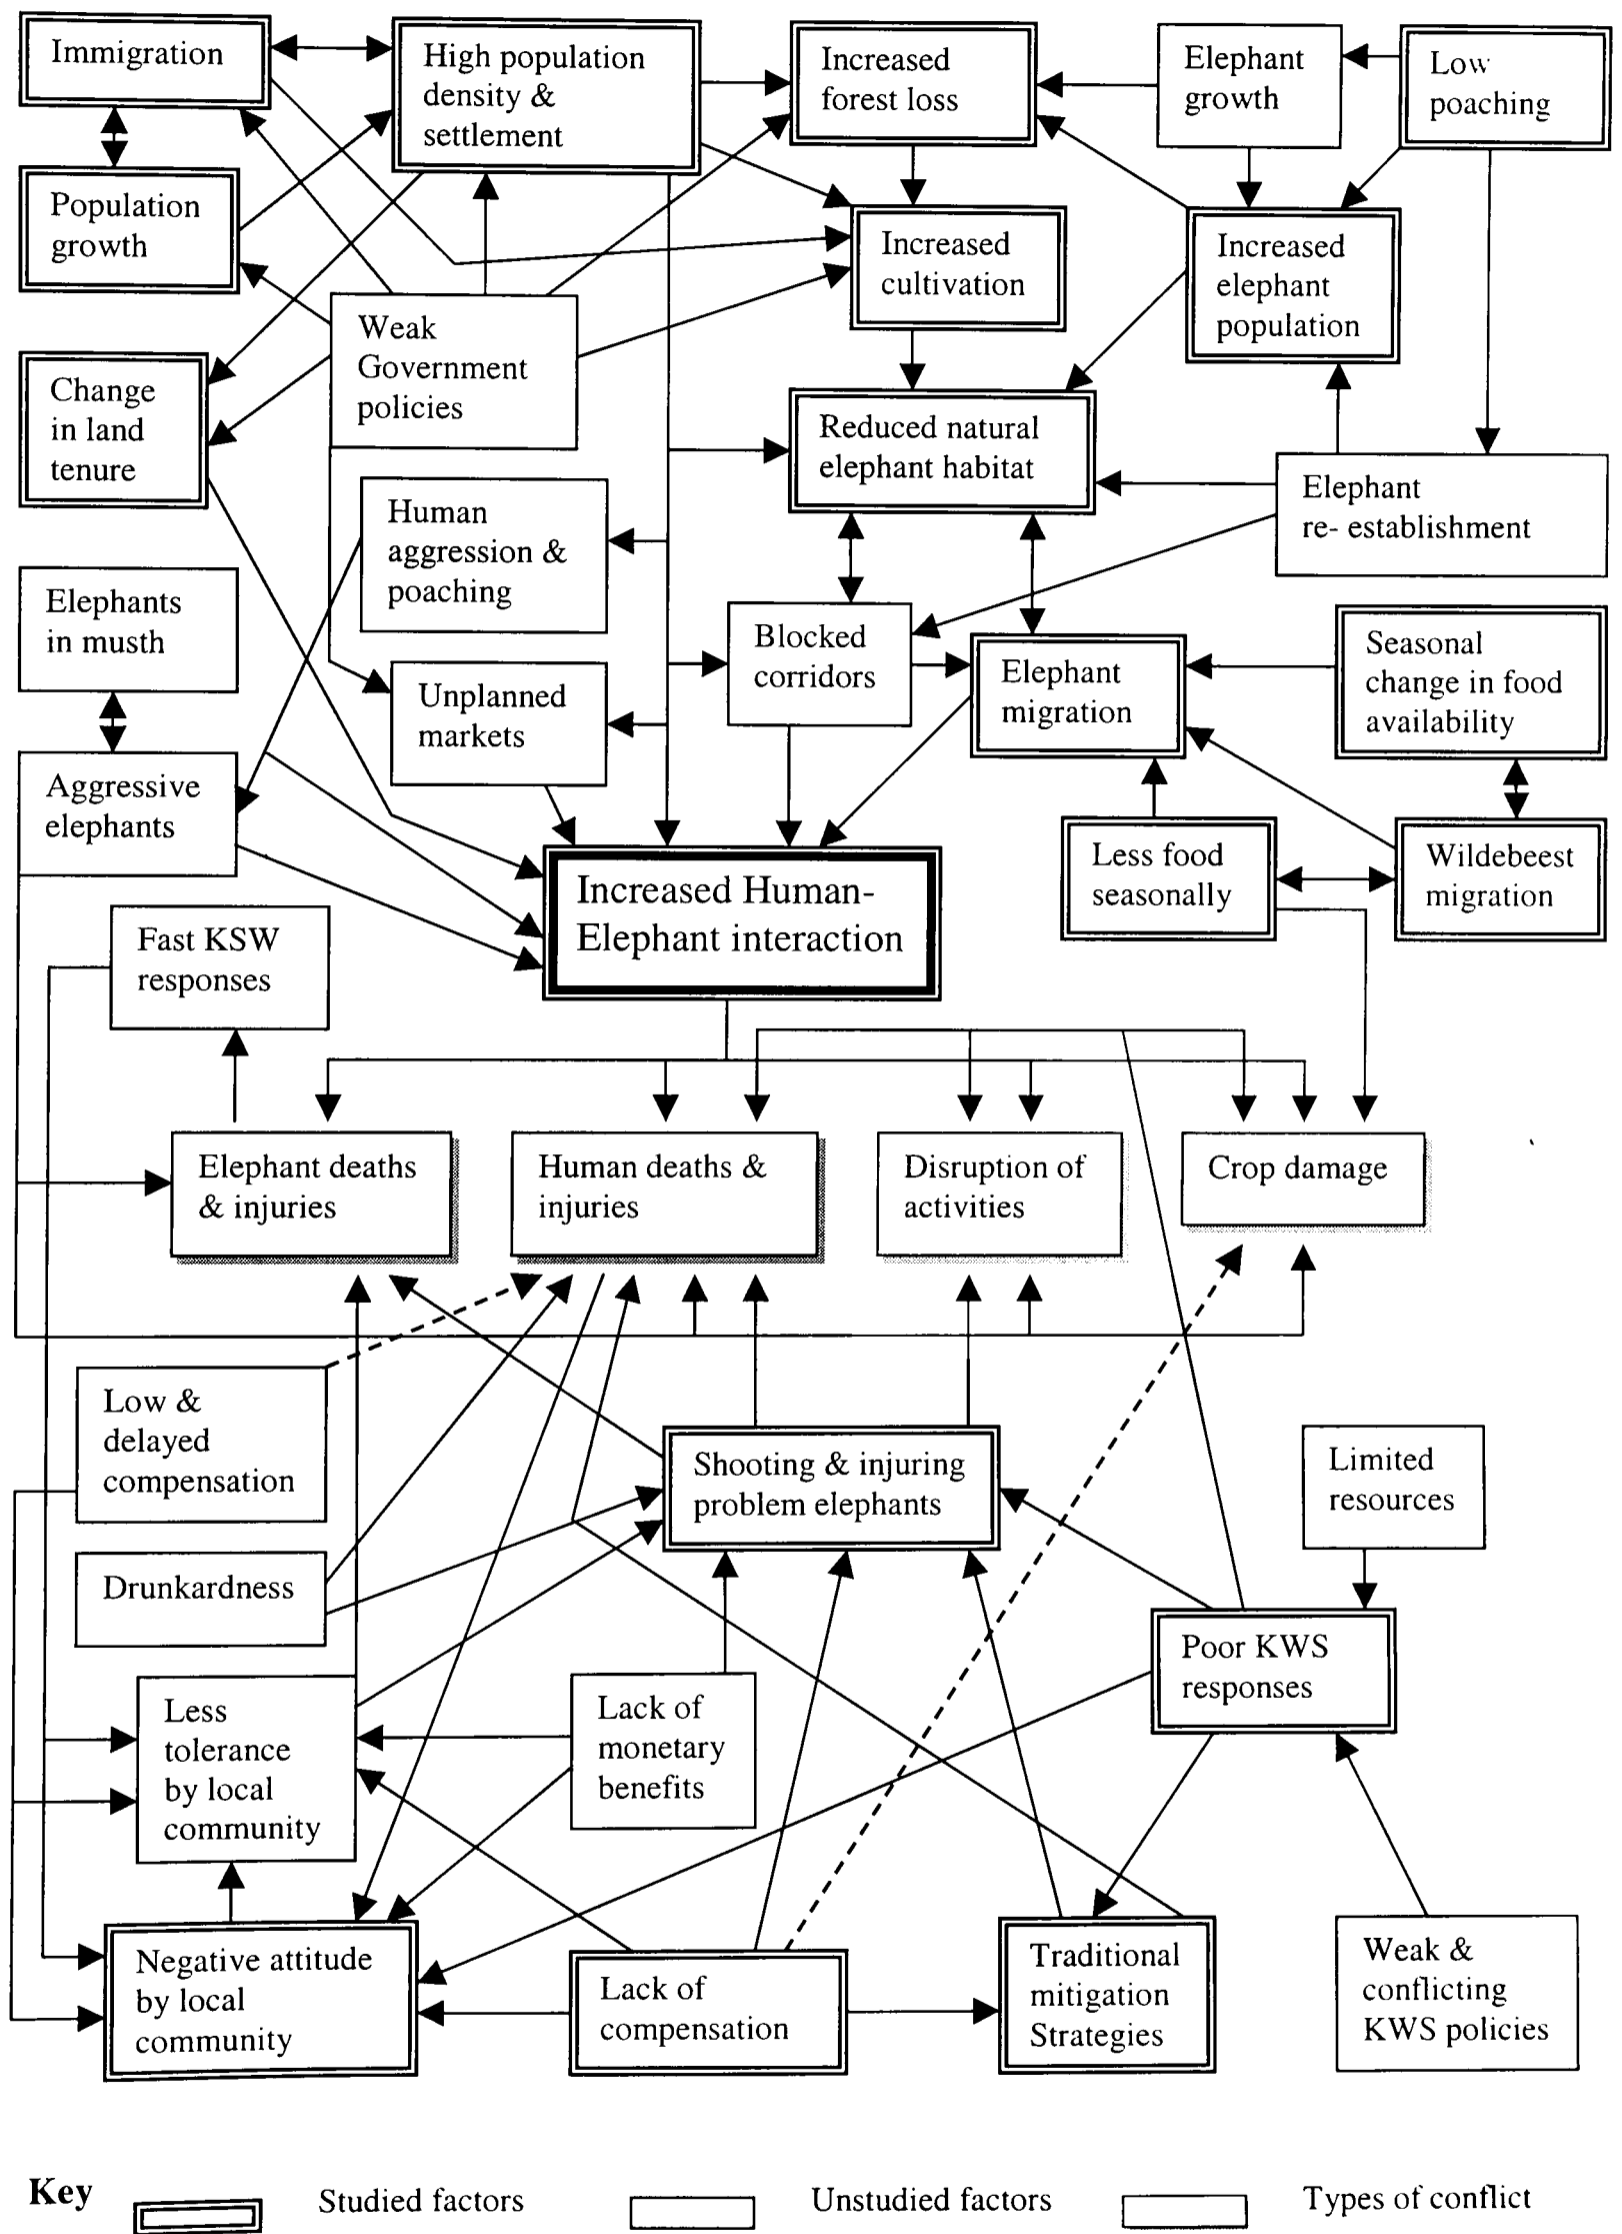 Immigration
High population
density &
settlement
Increased
forest loss
Elephant
growth
Low
poaching
Population
growth
Increased
cultivation
Increased
elephant
population
Weak
Government
policies
Change
in land
tenure
Reduced natural
elephant habitat
Elephant
re- establishment
Human
aggression &
poaching
Elephants
in musth
Blocked
corridors
Elephant
migration
Seasonal
change in food
availability
Unplanned
markets
Aggressive
elephants
Less food
seasonally
Wildebeest
migration
Increased Human-
Elephant interaction
Fast KSW
responses
Elephant deaths
& injuries
Human deaths &
injuries
Disruption of
activities
Crop damage
Low &
delayed
compensation
Shooting & injuring
problem elephants
Limited
resources
Drunkardness
Poor KWS
responses
Less
tolerance
by local
community
Lack of
monetary
benefits
Negative attitude
by local
community
Lack of
compensation
Traditional
mitigation
Strategies
Weak &
conflicting
KWS policies
Key
Studied factors
Unstudied factors
Types of conflict